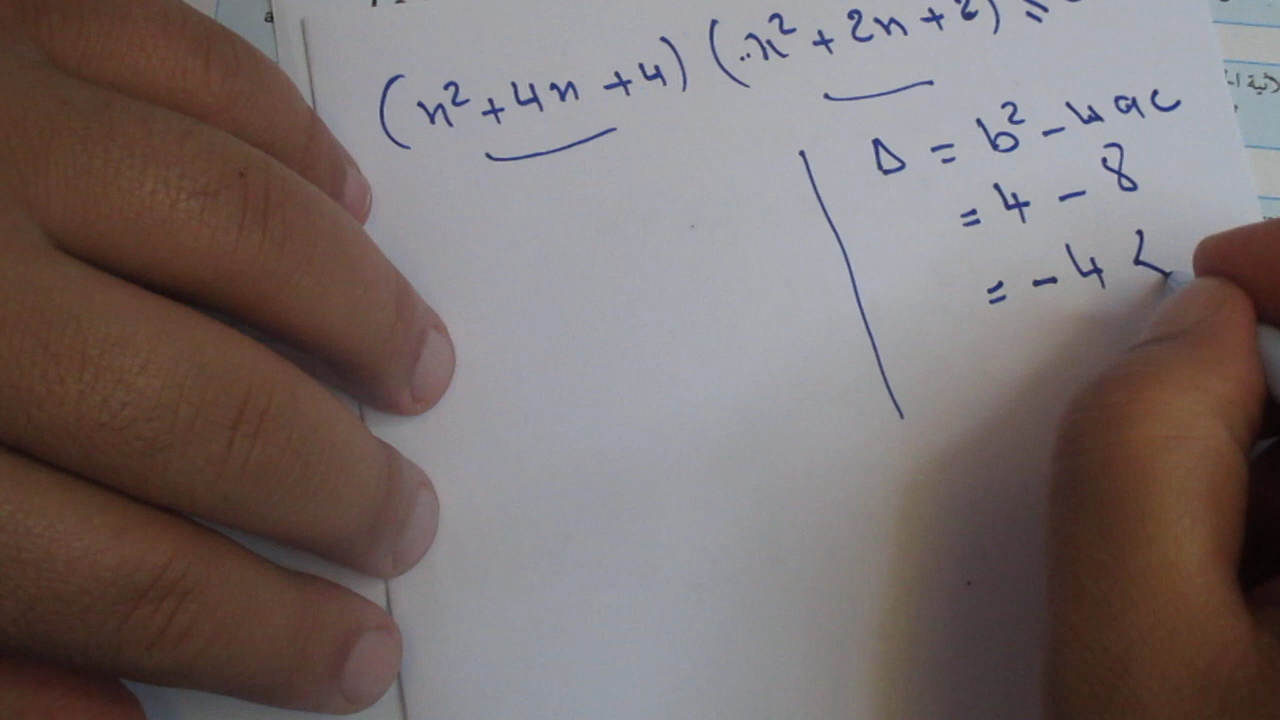 (x² + 4x + 4) (x² + 2x + 2) =
Δ = b² - 4ac
= 4 - 8
= - 4 <